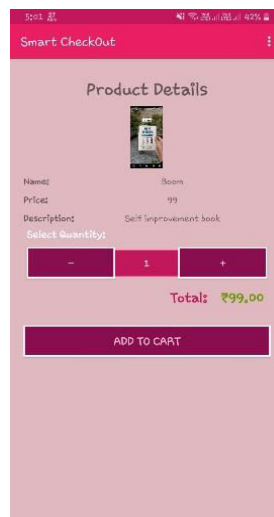 5:01
42%
Smart CheckOut
Product Details
Name: Boom
Price: 99
Description: Self improvement book
Select Quantity:
- 1 +
Total: ₹99.00
ADD TO CART